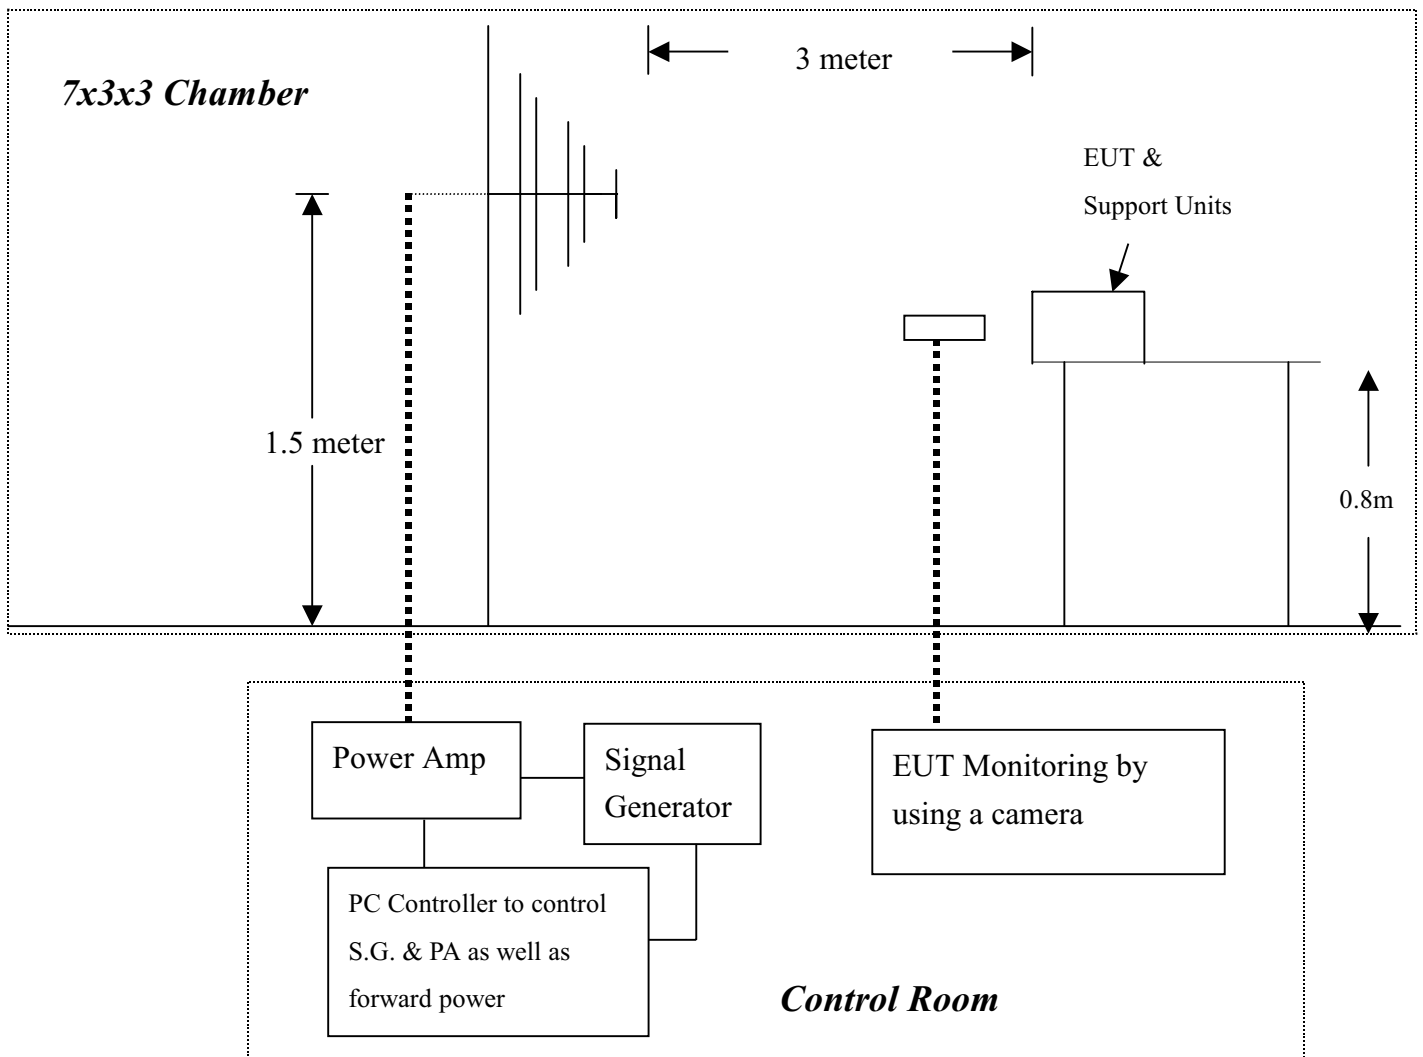 3 meter
7x3x3 Chamber
EUT &
Support Units
1.5 meter
0.8m
Power Amp
Signal
Generator
EUT Monitoring by
using a camera
PC Controller to control
S.G. & PA as well as
forward power
Control Room